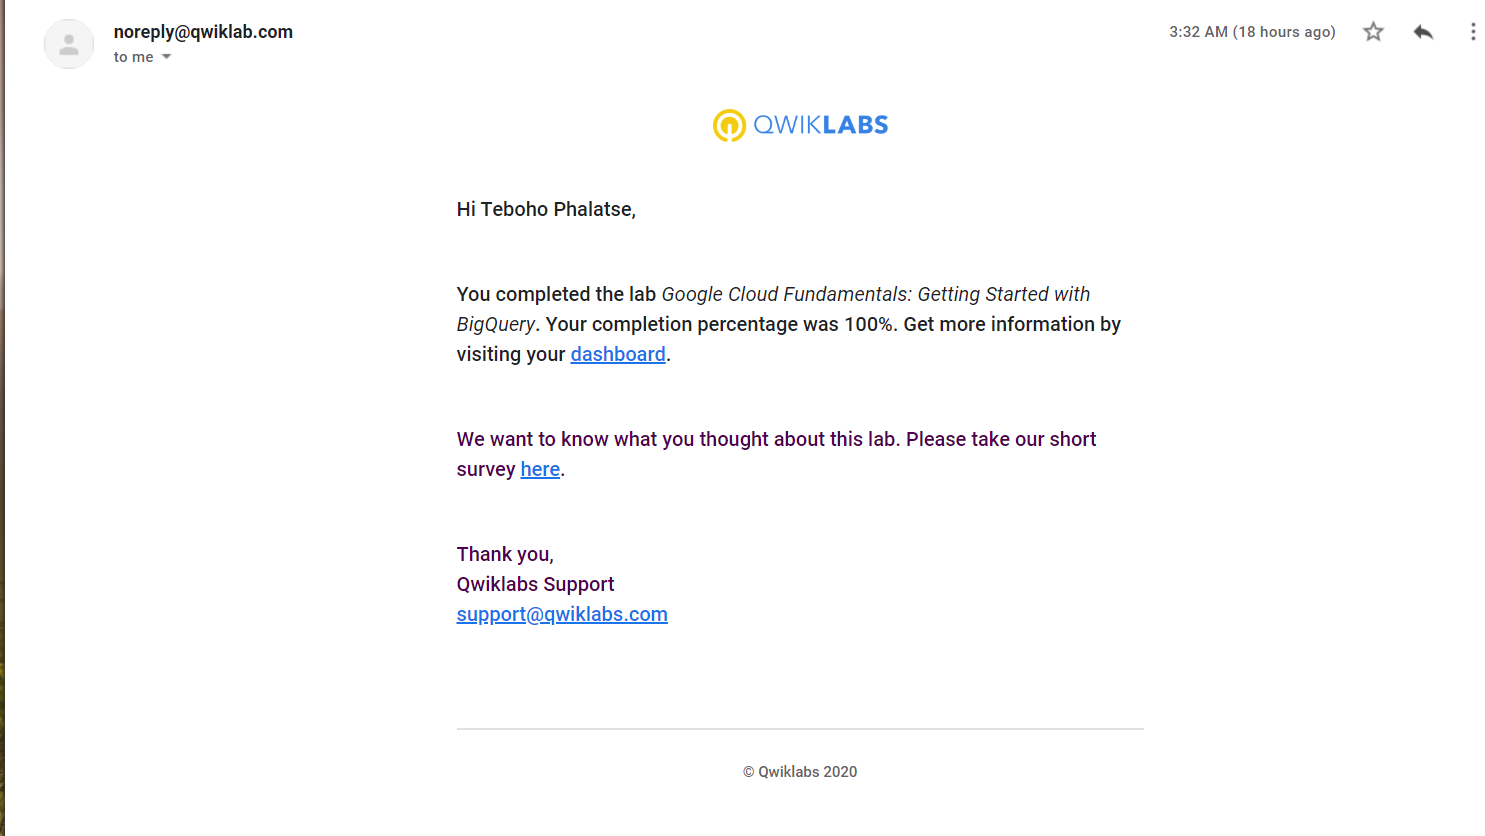 noreply@qwiklab.com
3:32 AM (18 hours ago)
to me
QWIKLABS
Hi Teboho Phalatse,
You completed the lab Google Cloud Fundamentals: Getting Started with
BigQuery. Your completion percentage was 100%. Get more information by
visiting your dashboard.
We want to know what you thought about this lab. Please take our short
survey here.
Thank you,
Qwiklabs Support
support@qwiklabs.com
© Qwiklabs 2020